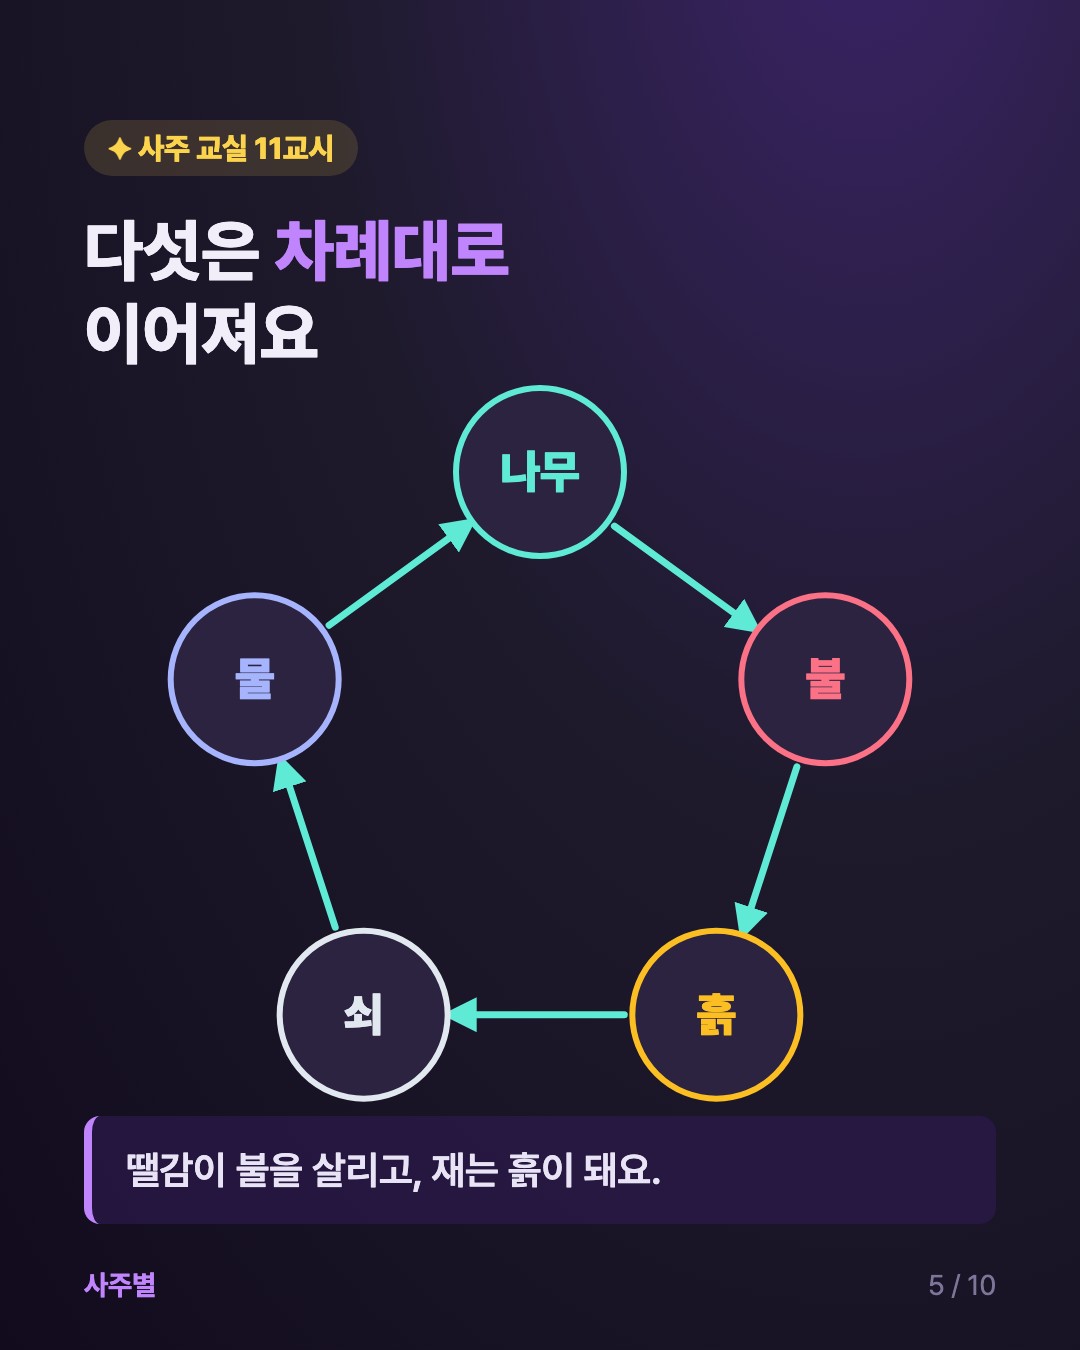 ✦ 사주 교실 11교시
다섯은 차례대로
이어져요
나무
물
불
쇠
흙
땔감이 불을 살리고, 재는 흙이 돼요.
사주별
5 / 10